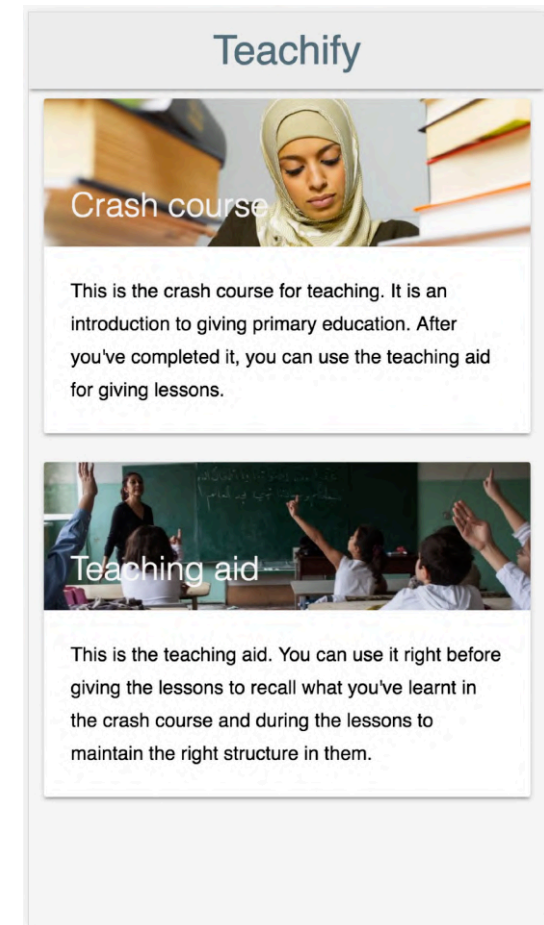 Teachify
Crash course
This is the crash course for teaching. It is an
introduction to giving primary education. After
you've completed it, you can use the teaching aid
for giving lessons.
Teaching aid
This is the teaching aid. You can use it right before
giving the lessons to recall what you've learnt in
the crash course and during the lessons to
maintain the right structure in them.